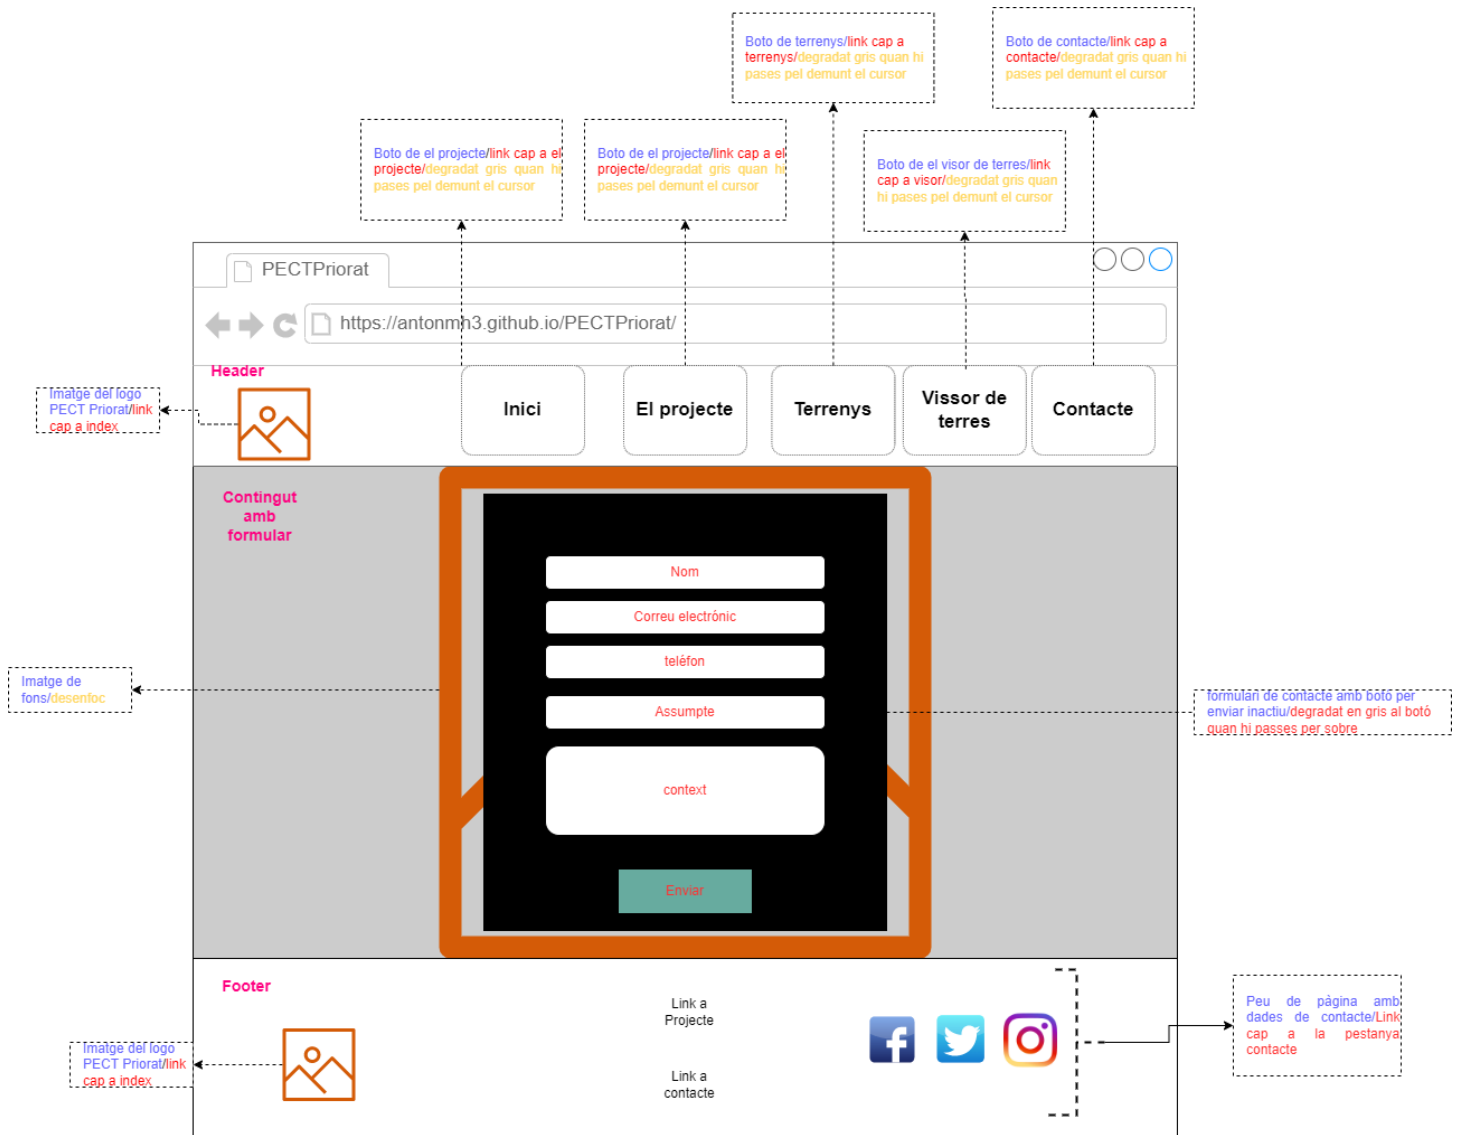 Boto de terrenys/link cap a
terrenys/degradat gris quan hi
pases pel demunt el cursor
Boto de contacte/link cap a
contacte/degradat gris quan hi
pases pel demunt el cursor
Boto de el projecte/link cap a el
projecte/degradat gris quan hi
pases pel demunt el cursor
Boto de el projecte/link cap a el
projecte/degradat gris quan hi
pases pel demunt el cursor
Boto de el visor de terres/link
cap a visor/degradat gris quan
hi pases pel demunt el cursor
PECTPriorat
https://antonmh3.github.io/PECTPriorat/
Header
Imatge del logo
PECT Priorat/link
cap a index
Inici
El projecte
Terrenys
Vissor de
terres
Contacte
Contingut
amb
formular
Nom
Correu electrónic
teléfon
Assumpte
context
Enviar
Imatge de
fons/desenfoc
formulari de contacte amb botó per
enviar inactiu/degradat en gris al botó
quan hi passes per sobre
Footer
Imatge del logo
PECT Priorat/link
cap a index
Link a
Projecte
Link a
contacte
Peu de pàgina amb
dades de contacte/Link
cap a la pestanya
contacte